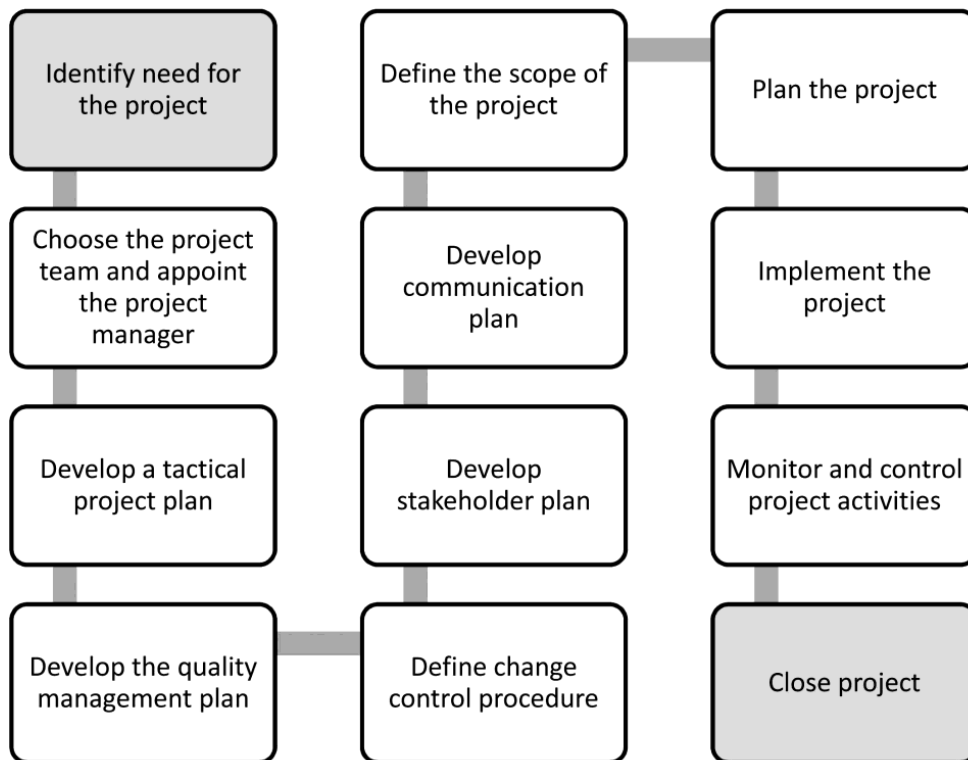 Identify need for
the project
Choose the project
team and appoint
the project
manager
Develop a tactical
project plan
Develop the quality
management plan
Define change
control procedure
Develop
stakeholder plan
Develop
communication
plan
Define the scope of
the project
Plan the project
Implement the
project
Monitor and control
project activities
Close project